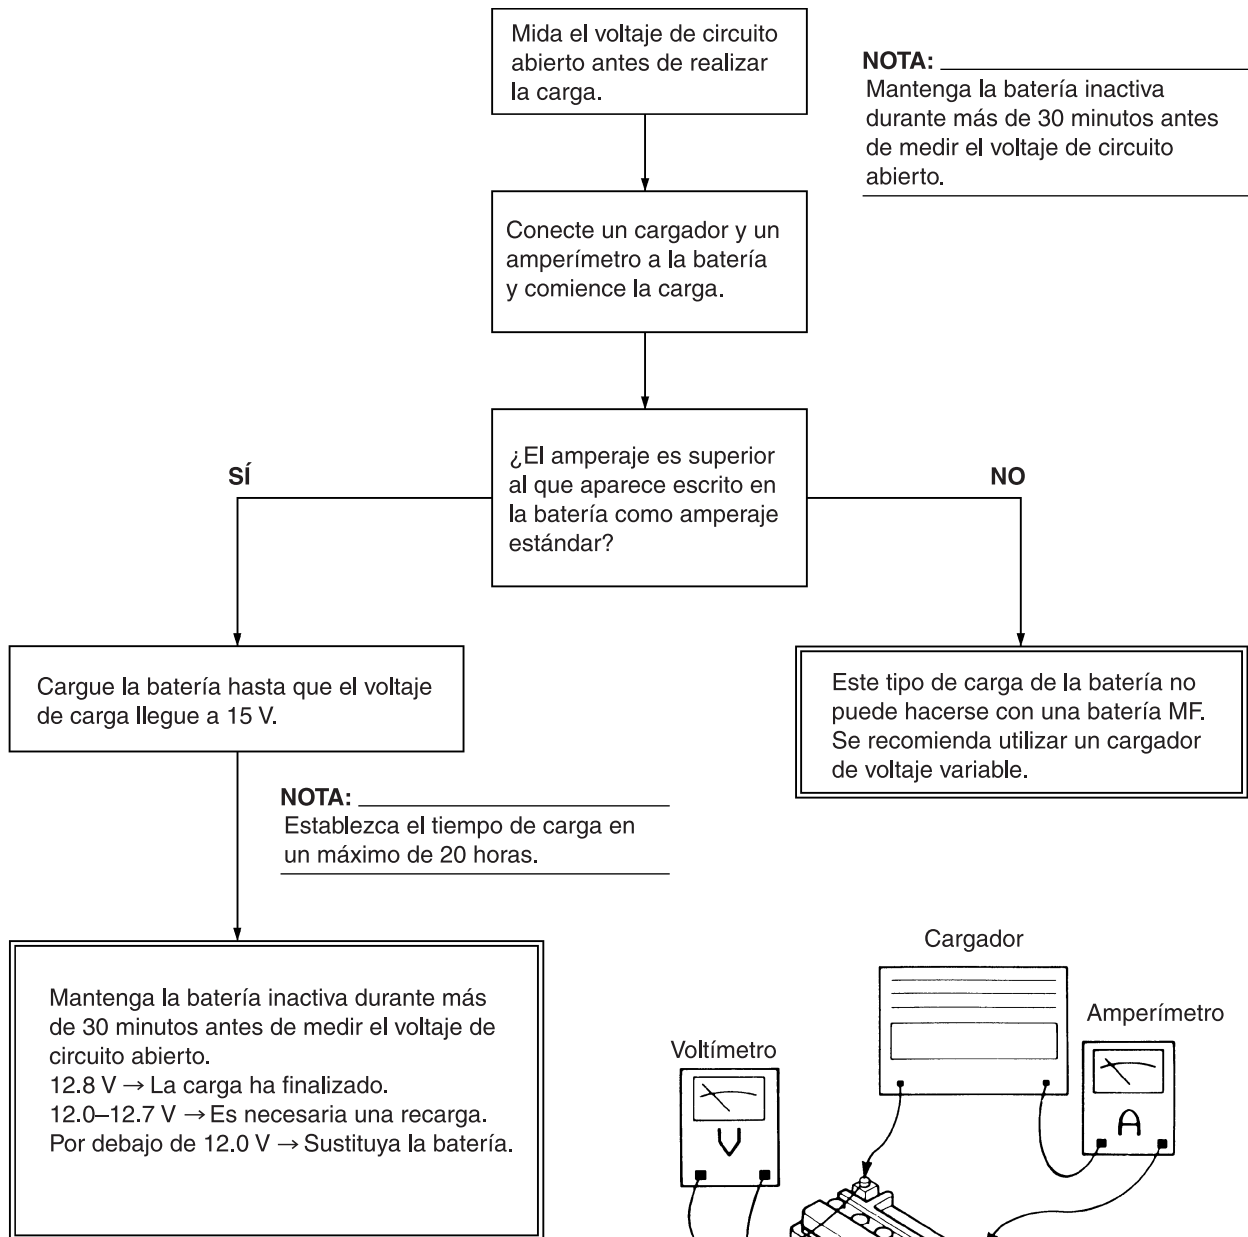 Mida el voltaje de circuito
abierto antes de realizar
la carga.
NOTA:
Mantenga la batería inactiva
durante más de 30 minutos antes
de medir el voltaje de circuito
abierto.
Conecte un cargador y un
amperímetro a la batería
y comience la carga.
¿El amperaje es superior
al que aparece escrito en
la batería como amperaje
estándar?
SÍ
NO
Cargue la batería hasta que el voltaje
de carga llegue a 15 V.
Este tipo de carga de la batería no
puede hacerse con una batería MF.
Se recomienda utilizar un cargador
de voltaje variable.
NOTA:
Establezca el tiempo de carga en
un máximo de 20 horas.
Mantenga la batería inactiva durante más
de 30 minutos antes de medir el voltaje de
circuito abierto.
12.8 V → La carga ha finalizado.
12.0–12.7 V → Es necesaria una recarga.
Por debajo de 12.0 V → Sustituya la batería.
Cargador
Amperímetro
Voltímetro
V
A